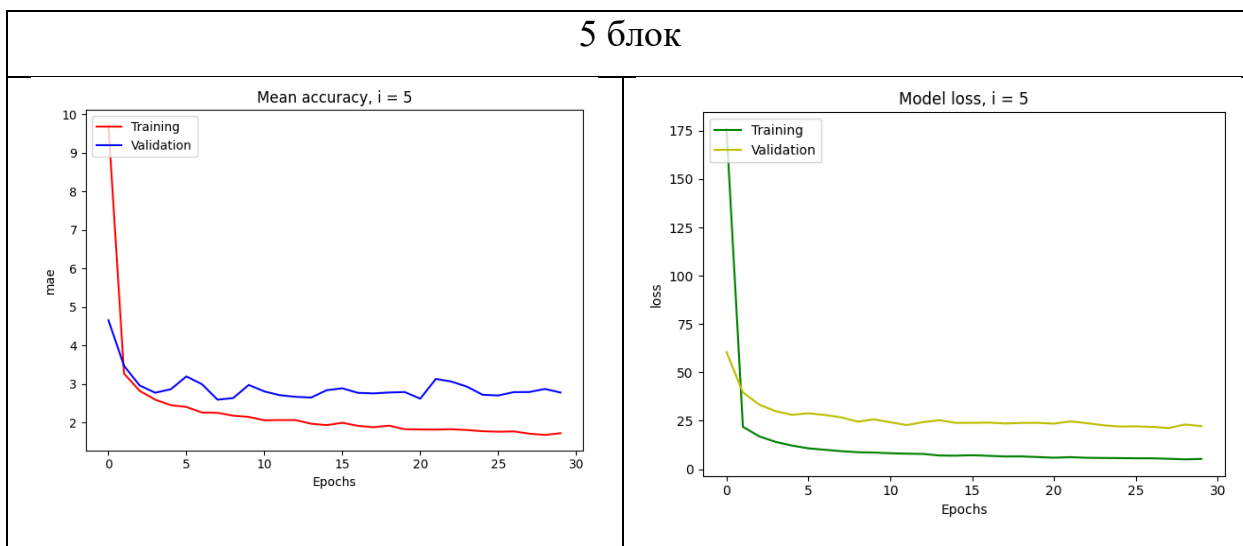 5 блок
Mean accuracy, i = 5
Training
Validation
10
9
8
7
6
5
4
3
2
mae
0 5 10 15 20 25 30
Epochs
Model loss, i = 5
Training
Validation
175
150
125
100
75
50
25
0
loss
0 5 10 15 20 25 30
Epochs